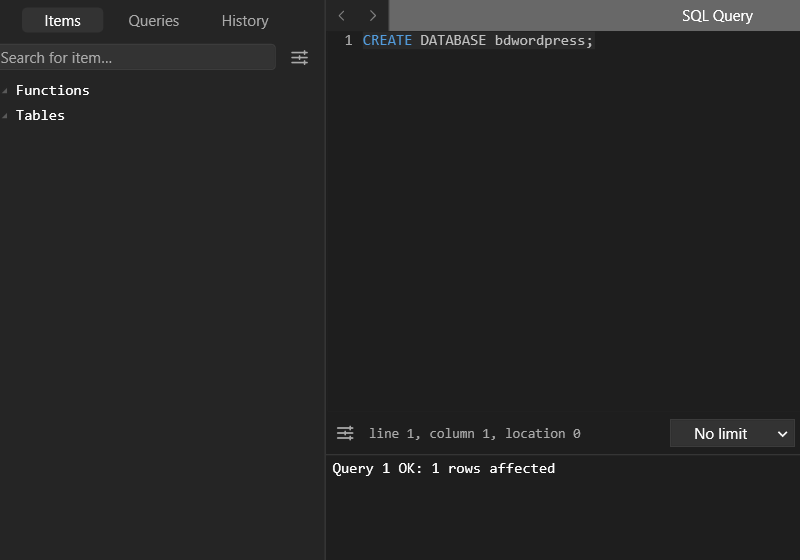 Items Queries History
Search for item...
Functions
Tables
SQL Query
1 CREATE DATABASE bdwordpress;
line 1, column 1, location 0
No limit
Query 1 OK: 1 rows affected